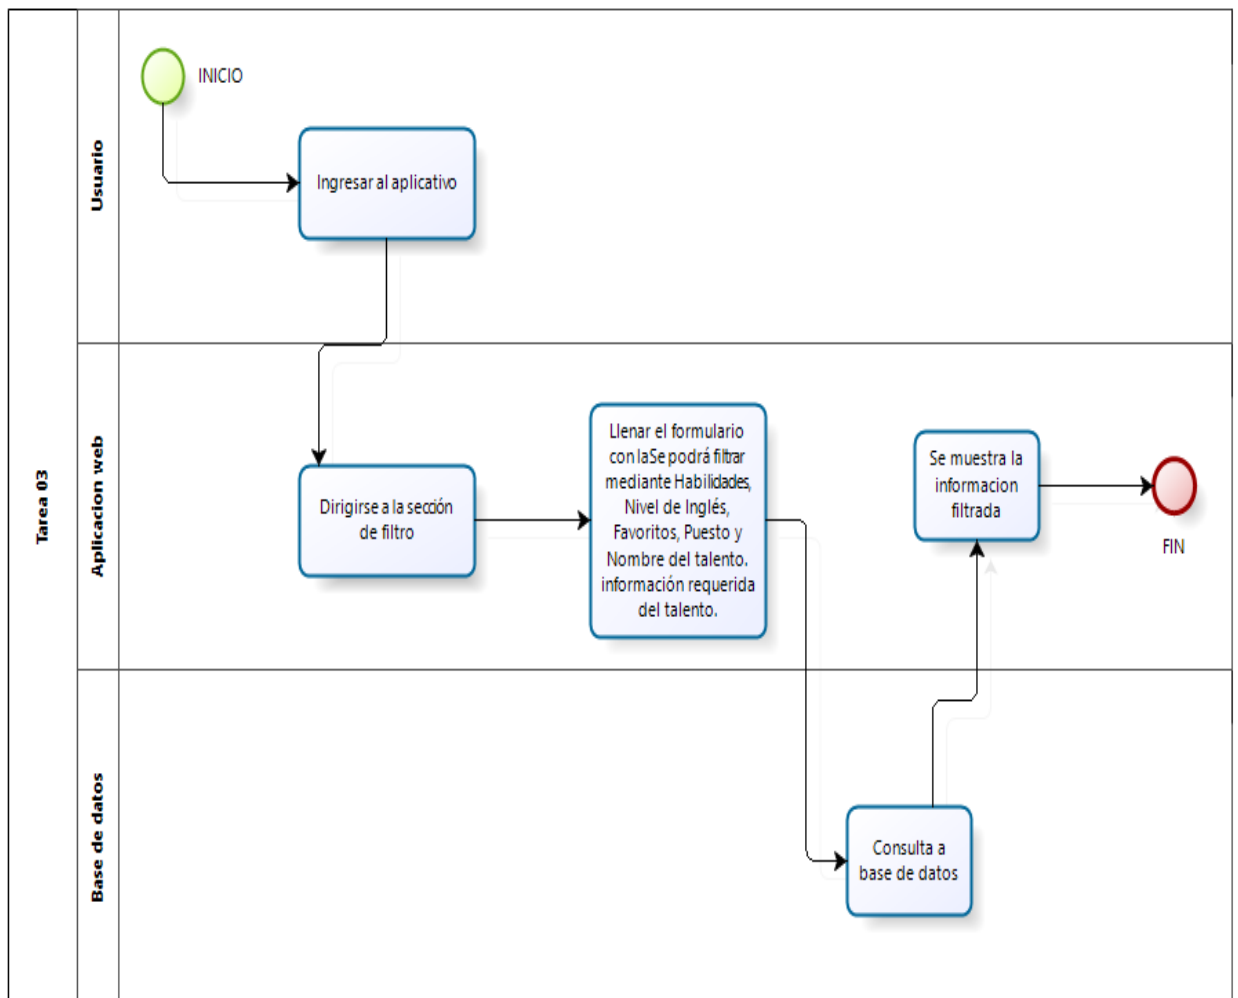 Tarea 03
Usuario
INICIO
Ingresar al aplicativo
Aplicacion web
Dirigirse a la sección
de filtro
Llenar el formulario
con laSe podrá filtrar
mediante Habilidades,
Nivel de Inglés,
Favoritos, Puesto y
Nombre del talento.
información requerida
del talento.
Se muestra la
informacion
filtrada
FIN
Base de datos
Consulta a
base de datos